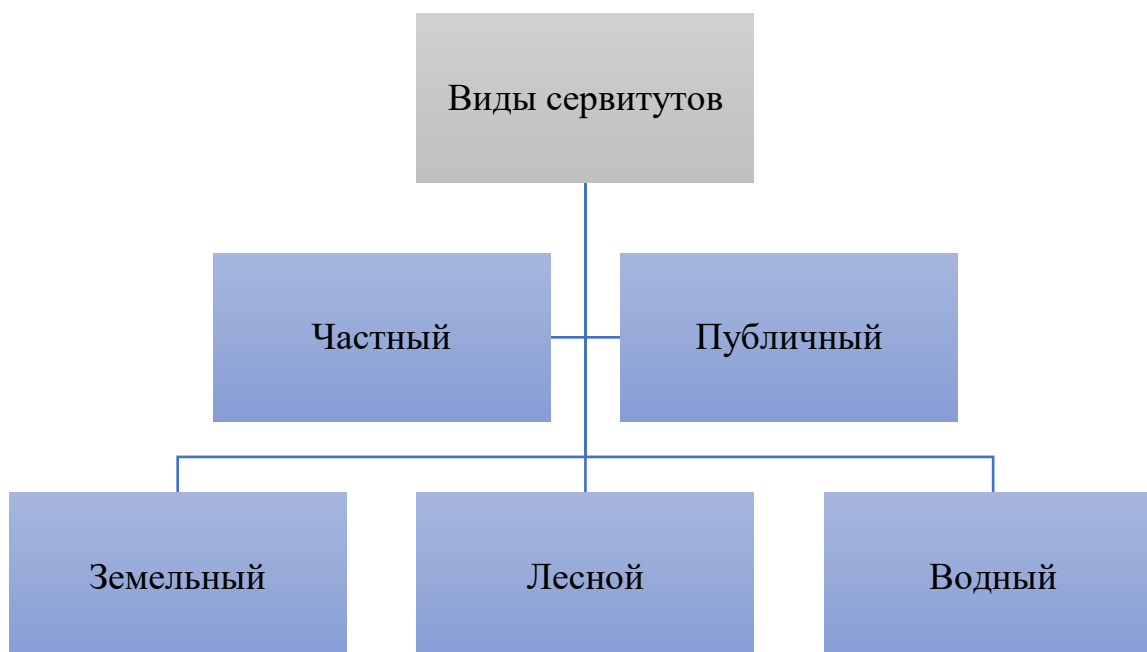 Виды сервитутов
Частный
Публичный
Земельный
Лесной
Водный